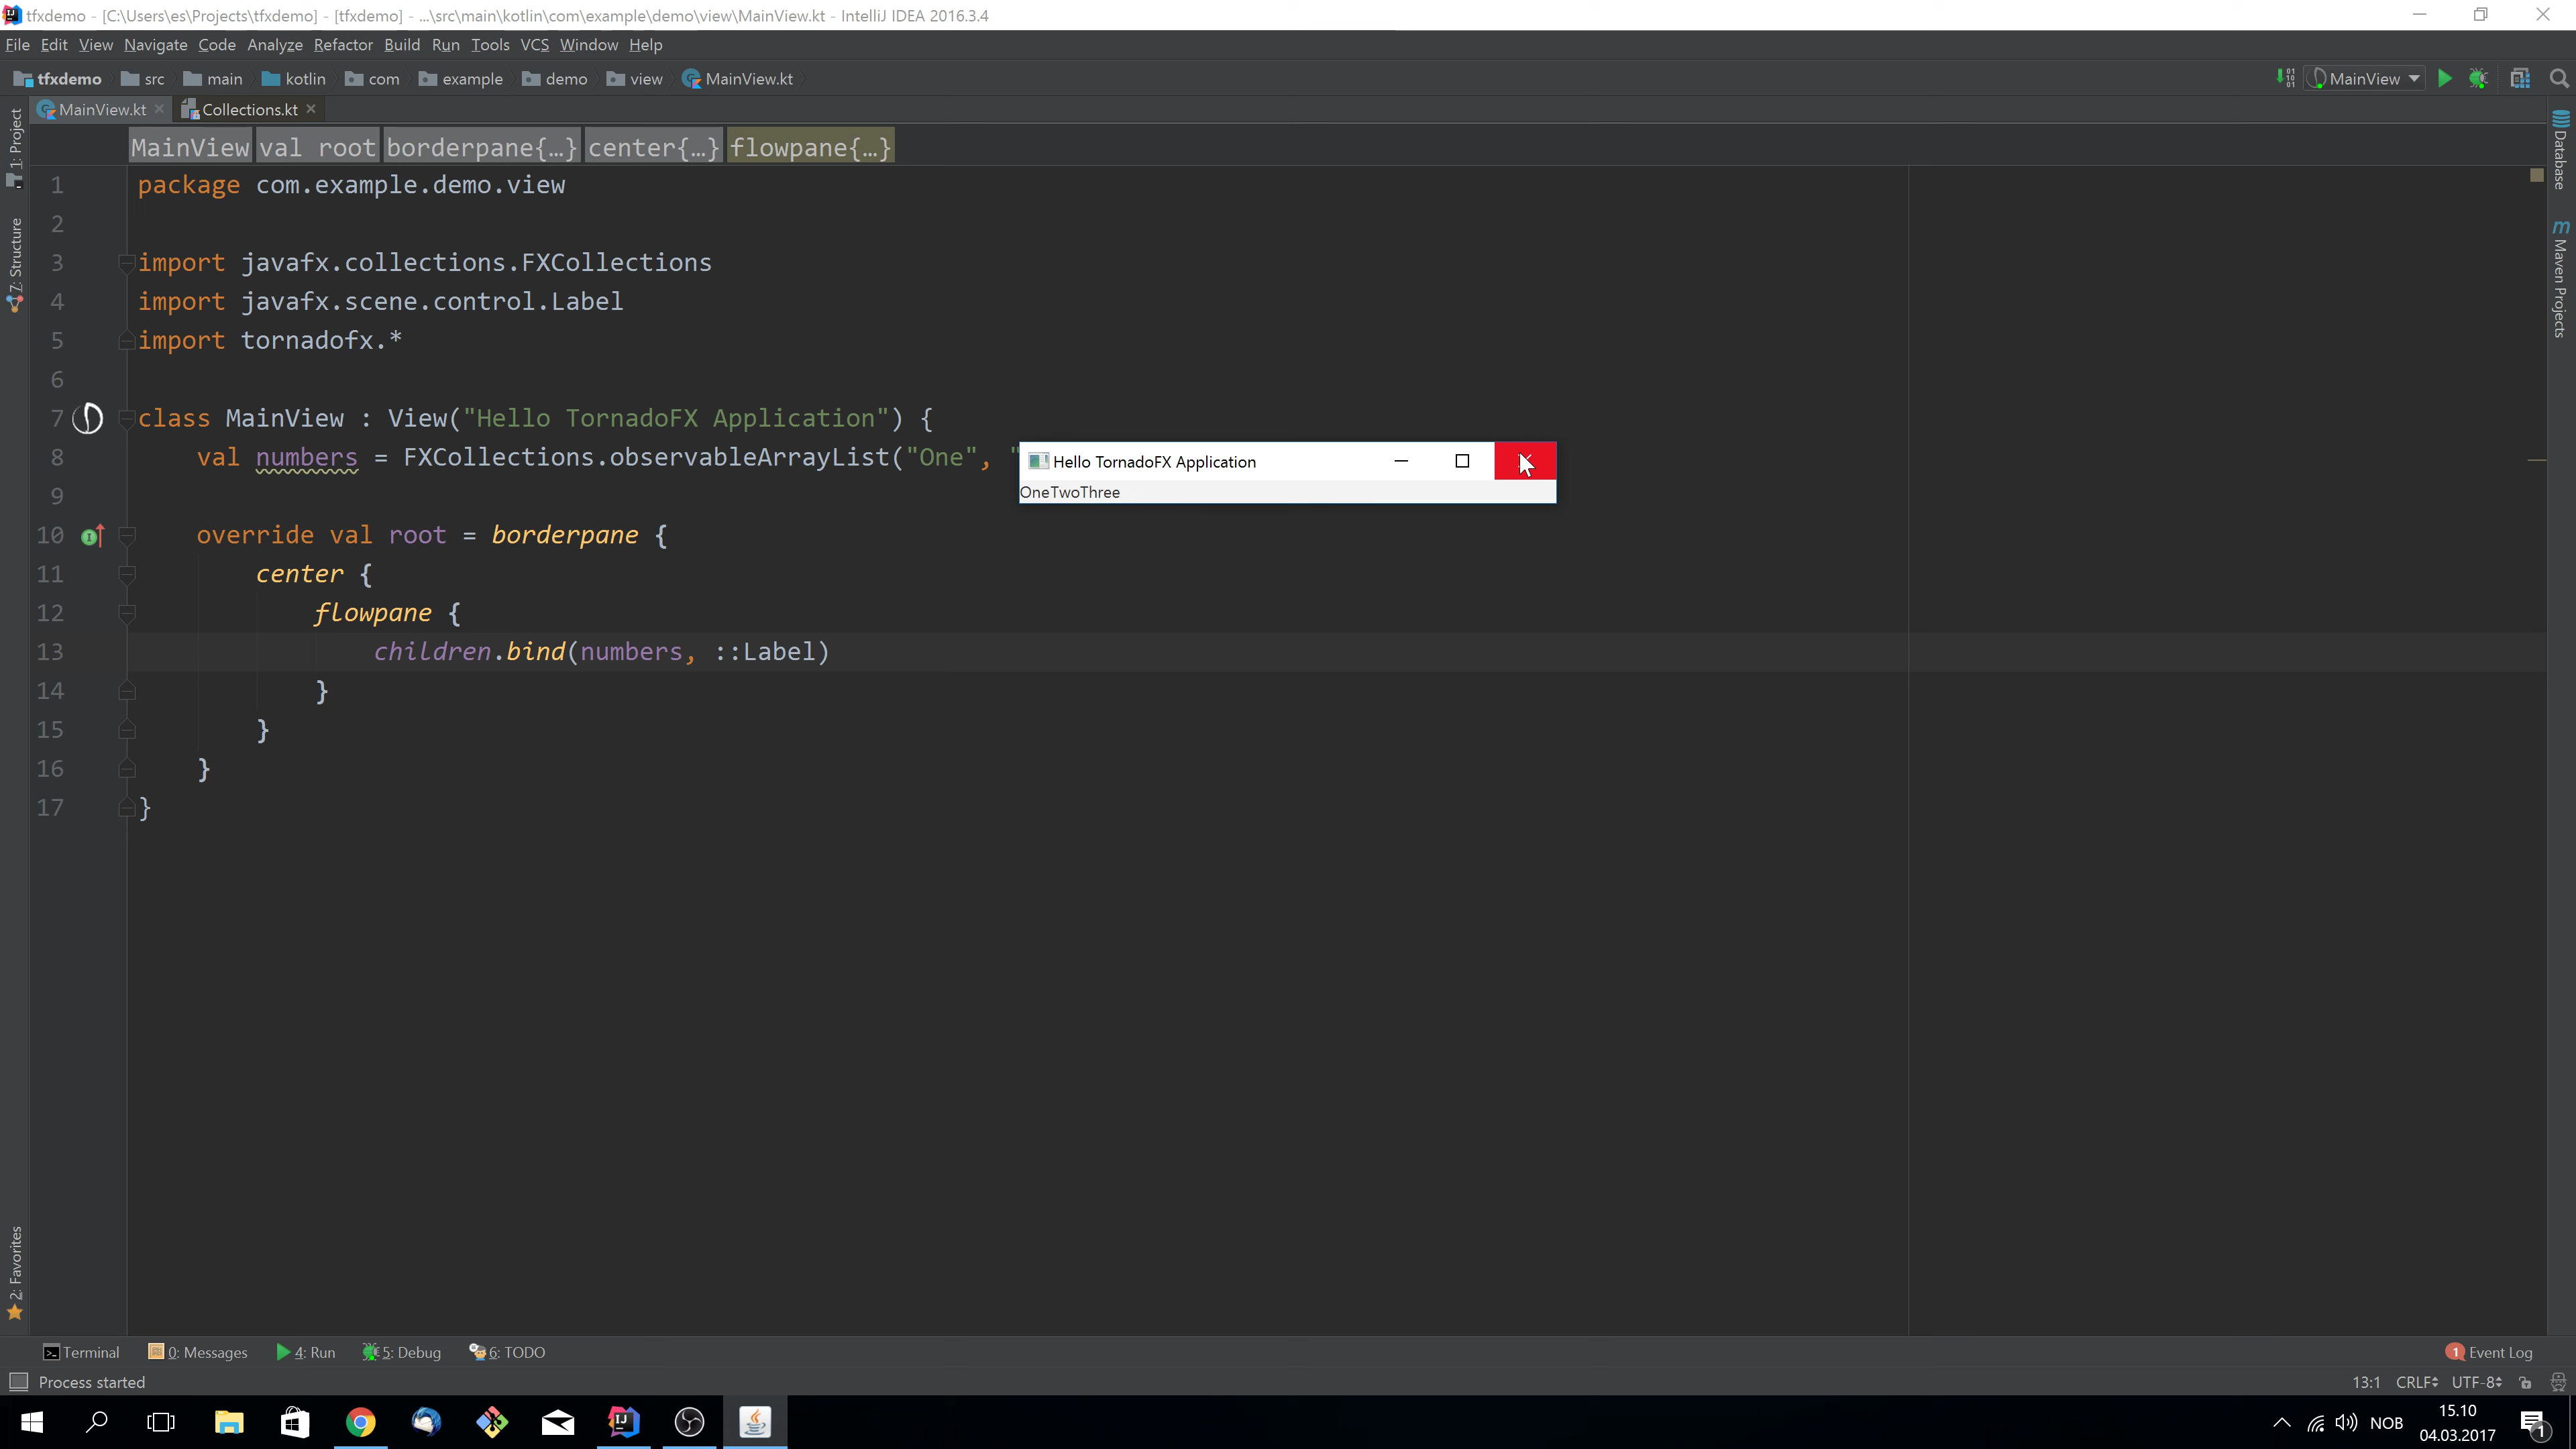 tfxdemo - [C:\Users\es\Projects\tfxdemo] - [tfxdemo] - ...\src\main\kotlin\com\example\demo\view\MainView.kt - IntelliJ IDEA 2016.3.4
File Edit View Navigate Code Analyze Refactor Build Run Tools VCS Window Help
tfxdemo src main kotlin com example demo view MainView.kt
MainView
MainView.kt Collections.kt
MainView val root borderpane{…} center{…} flowpane{…}
1: Project
7: Structure
2: Favorites
Database
Maven Projects
1 package com.example.demo.view
2
3 import javafx.collections.FXCollections
4 import javafx.scene.control.Label
5 import tornadofx.*
6
7 class MainView : View("Hello TornadoFX Application") {
8 val numbers = FXCollections.observableArrayList("One", "
9
10 override val root = borderpane {
11 center {
12 flowpane {
13 children.bind(numbers, ::Label)
14 }
15 }
16 }
17 }
Hello TornadoFX Application
OneTwoThree
Terminal 0: Messages 4: Run 5: Debug 6: TODO
1 Event Log
Process started
13:1 CRLF UTF-8
NOB
15.10
04.03.2017
1